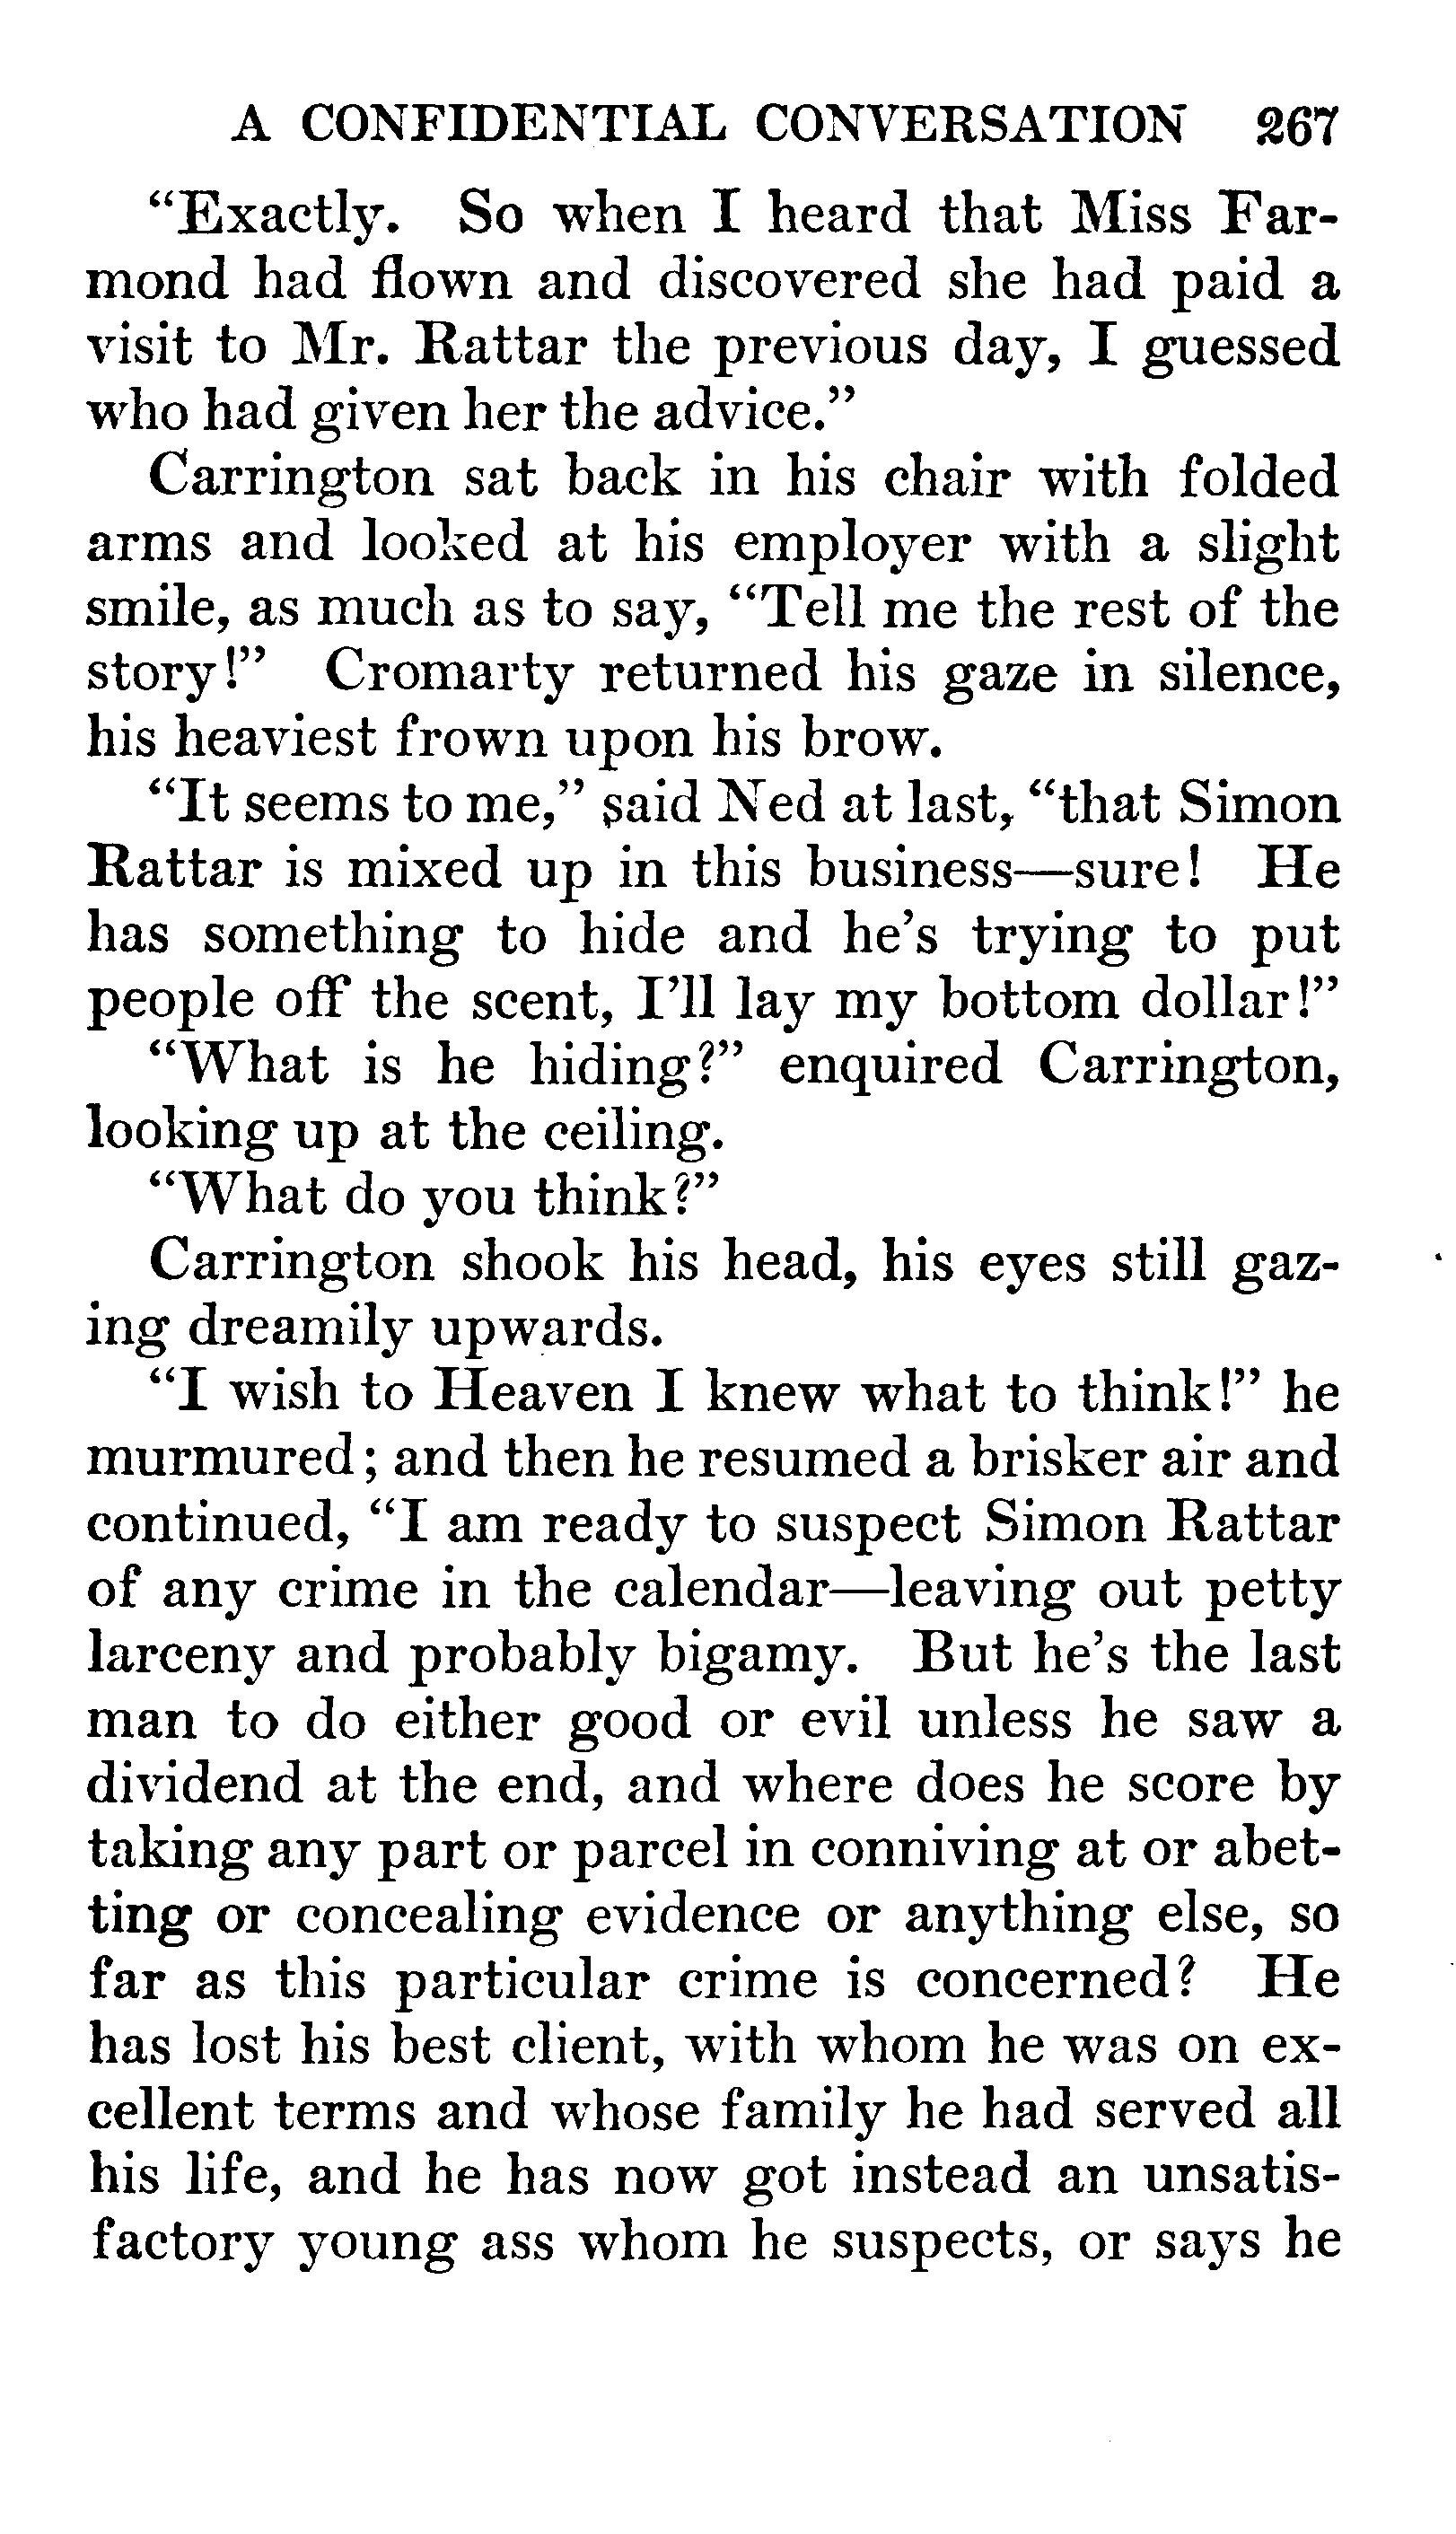 A CONFIDENTIAL CONVERSATION 267
“Exactly. So when I heard that Miss Far-
mond had flown and discovered she had paid a
visit to Mr. Rattar the previous day, I guessed
who had given her the advice.”
Carrington sat back in his chair with folded
arms and looked at his employer with a slight
smile, as much as to say, “Tell me the rest of the
story!” Cromarty returned his gaze in silence,
his heaviest frown upon his brow.
“It seems to me,” said Ned at last, “that Simon
Rattar is mixed up in this business—sure! He
has something to hide and he’s trying to put
people off the scent, I’ll lay my bottom dollar!”
“What is he hiding?” enquired Carrington,
looking up at the ceiling.
“What do you think?”
Carrington shook his head, his eyes still gaz-
ing dreamily upwards.
“I wish to Heaven I knew what to think!” he
murmured; and then he resumed a brisker air and
continued, “I am ready to suspect Simon Rattar
of any crime in the calendar—leaving out petty
larceny and probably bigamy. But he’s the last
man to do either good or evil unless he saw a
dividend at the end, and where does he score by
taking any part or parcel in conniving at or abet-
ting or concealing evidence or anything else, so
far as this particular crime is concerned? He
has lost his best client, with whom he was on ex-
cellent terms and whose family he had served all
his life, and he has now got instead an unsatis-
factory young ass whom he suspects, or says he